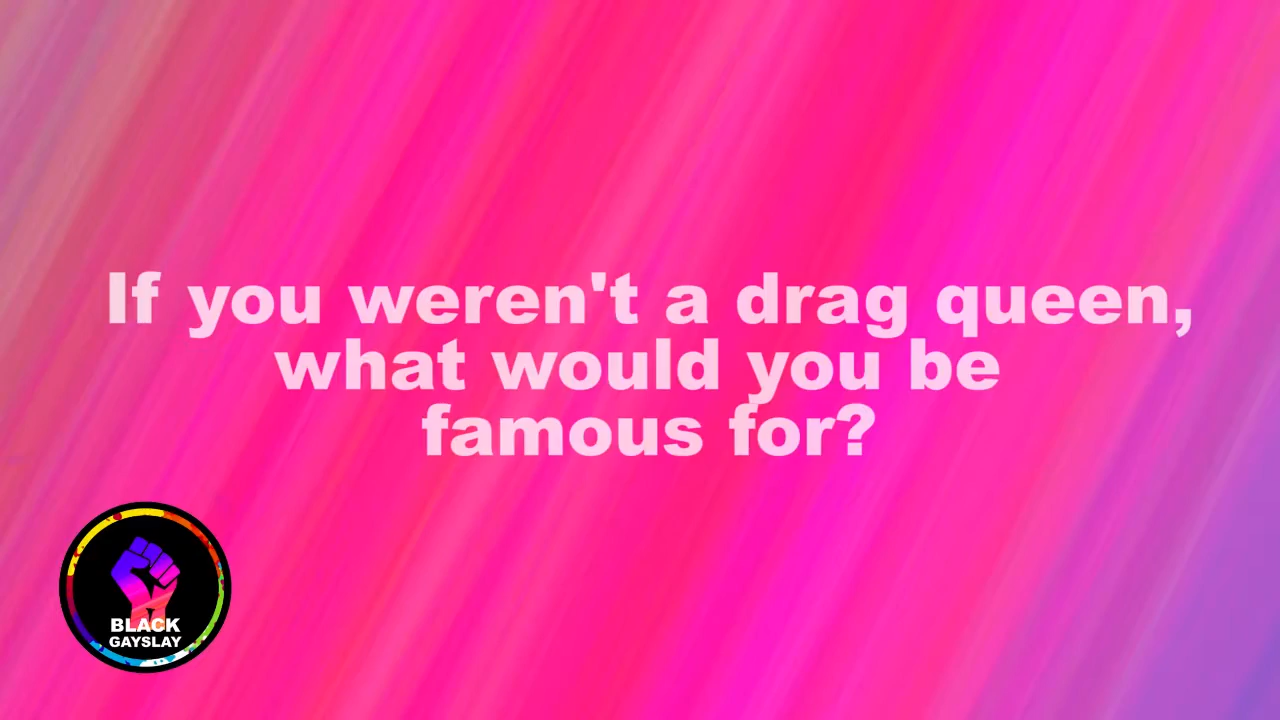 If you weren't a drag queen,
what would you be
famous for?
BLACK
GAYSLAY